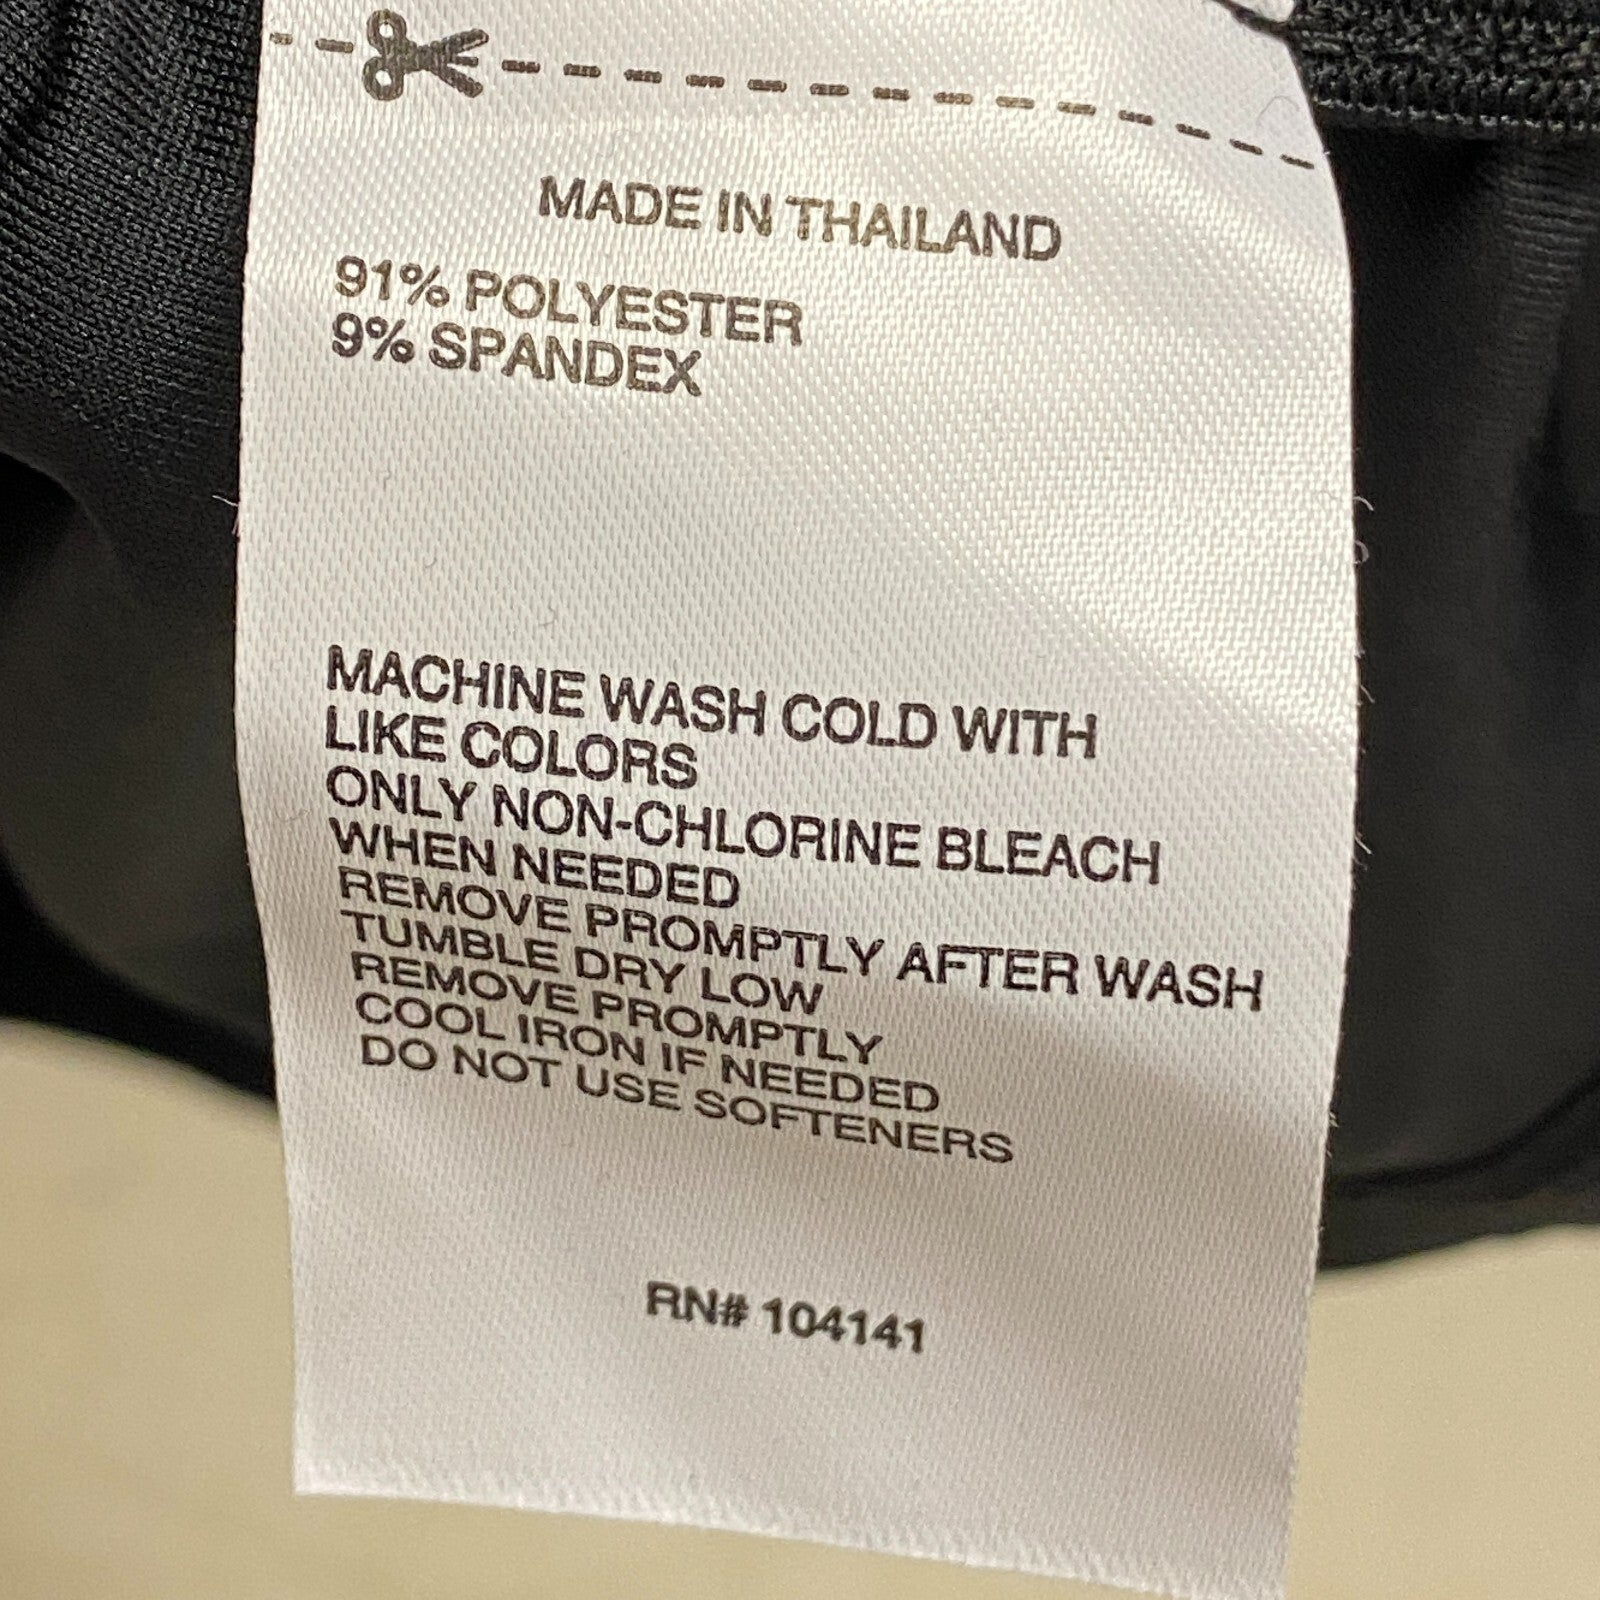 MADE IN THAILAND
91% POLYESTER
9% SPANDEX
MACHINE WASH COLD WITH
LIKE COLORS
ONLY NON-CHLORINE BLEACH
WHEN NEEDED
REMOVE PROMPTLY AFTER WASH
TUMBLE DRY LOW
REMOVE PROMPTLY
COOL IRON IF NEEDED
DO NOT USE SOFTENERS
RN# 104141